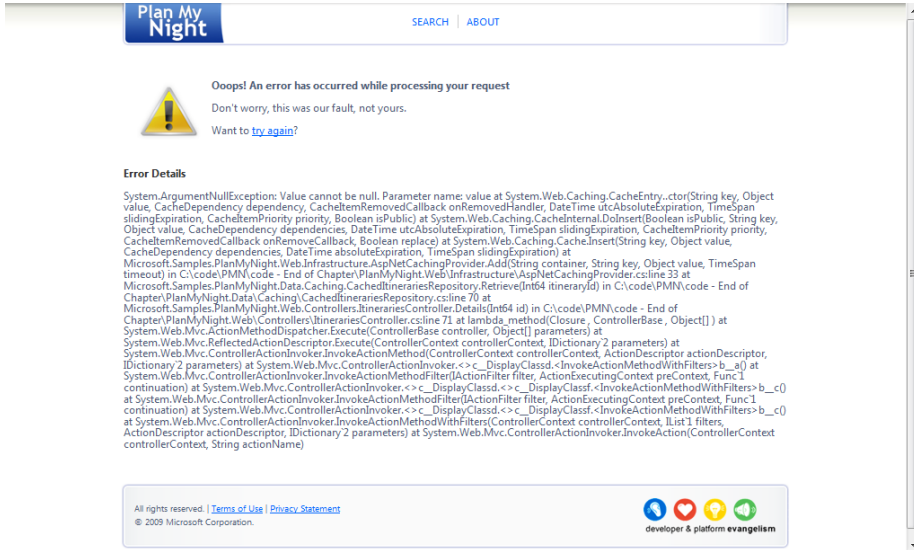 Plan My
Night
SEARCH | ABOUT
Ooops! An error has occurred while processing your request
Don't worry, this was our fault, not yours.
Want to try again?
Error Details
System.ArgumentNullException: Value cannot be null. Parameter name: value at System.Web.Caching.CacheEntry..ctor(String key, Object
value, CacheDependency dependency, CacheItemRemovedCallback onRemovedHandler, DateTime utcAbsoluteExpiration, TimeSpan
slidingExpiration, CacheItemPriority priority, Boolean isPublic) at System.Web.Caching.CacheInternal.DoInsert(Boolean isPublic, String key,
Object value, CacheDependency dependencies, DateTime utcAbsoluteExpiration, TimeSpan slidingExpiration, CacheItemPriority priority,
CacheItemRemovedCallback onRemoveCallback, Boolean replace) at System.Web.Caching.Cache.Insert(String key, Object value,
CacheDependency dependencies, DateTime absoluteExpiration, TimeSpan slidingExpiration) at
Microsoft.Samples.PlanMyNight.Web.Infrastructure.AspNetCachingProvider.Add(String container, String key, Object value, TimeSpan
timeout) in C:\code\PMN\code - End of Chapter\PlanMyNight.Web\Infrastructure\AspNetCachingProvider.cs:line 33 at
Microsoft.Samples.PlanMyNight.Data.Caching.CachedItinerariesRepository.Retrieve(Int64 itineraryId) in C:\code\PMN\code - End of
Chapter\PlanMyNight.Data\Caching\CachedItinerariesRepository.cs:line 70 at
Microsoft.Samples.PlanMyNight.Web.Controllers.ItinerariesController.Details(Int64 id) in C:\code\PMN\code - End of
Chapter\PlanMyNight.Web\Controllers\ItinerariesController.cs:line 71 at lambda_method(Closure , ControllerBase , Object[] ) at
System.Web.Mvc.ActionMethodDispatcher.Execute(ControllerBase controller, Object[] parameters) at
System.Web.Mvc.ReflectedActionDescriptor.Execute(ControllerContext controllerContext, IDictionary`2 parameters) at
System.Web.Mvc.ControllerActionInvoker.InvokeActionMethod(ControllerContext controllerContext, ActionDescriptor actionDescriptor,
IDictionary`2 parameters) at System.Web.Mvc.ControllerActionInvoker.<>c__DisplayClassd.<InvokeActionMethodWithFilters>b__a() at
System.Web.Mvc.ControllerActionInvoker.InvokeActionMethodFilter(IActionFilter filter, ActionExecutingContext preContext, Func`1
continuation) at System.Web.Mvc.ControllerActionInvoker.<>c__DisplayClassd.<>c__DisplayClassf.<InvokeActionMethodWithFilters>b__c()
at System.Web.Mvc.ControllerActionInvoker.InvokeActionMethodFilter(IActionFilter filter, ActionExecutingContext preContext, Func`1
continuation) at System.Web.Mvc.ControllerActionInvoker.<>c__DisplayClassd.<>c__DisplayClassf.<InvokeActionMethodWithFilters>b__c()
at System.Web.Mvc.ControllerActionInvoker.InvokeActionMethodWithFilters(ControllerContext controllerContext, IList`1 filters,
ActionDescriptor actionDescriptor, IDictionary`2 parameters) at System.Web.Mvc.ControllerActionInvoker.InvokeAction(ControllerContext
controllerContext, String actionName)
All rights reserved. | Terms of Use | Privacy Statement
© 2009 Microsoft Corporation.
developer & platform evangelism